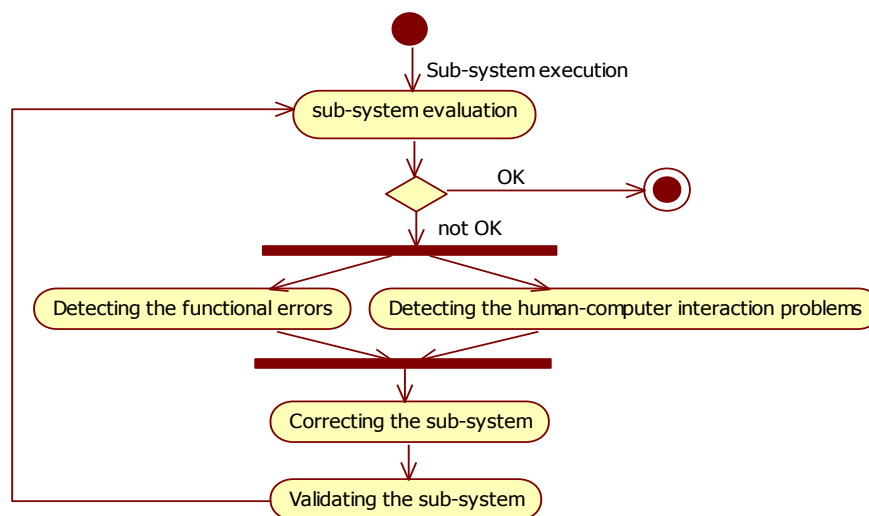 Sub-system execution
sub-system evaluation
OK
not OK
Detecting the functional errors
Detecting the human-computer interaction problems
Correcting the sub-system
Validating the sub-system